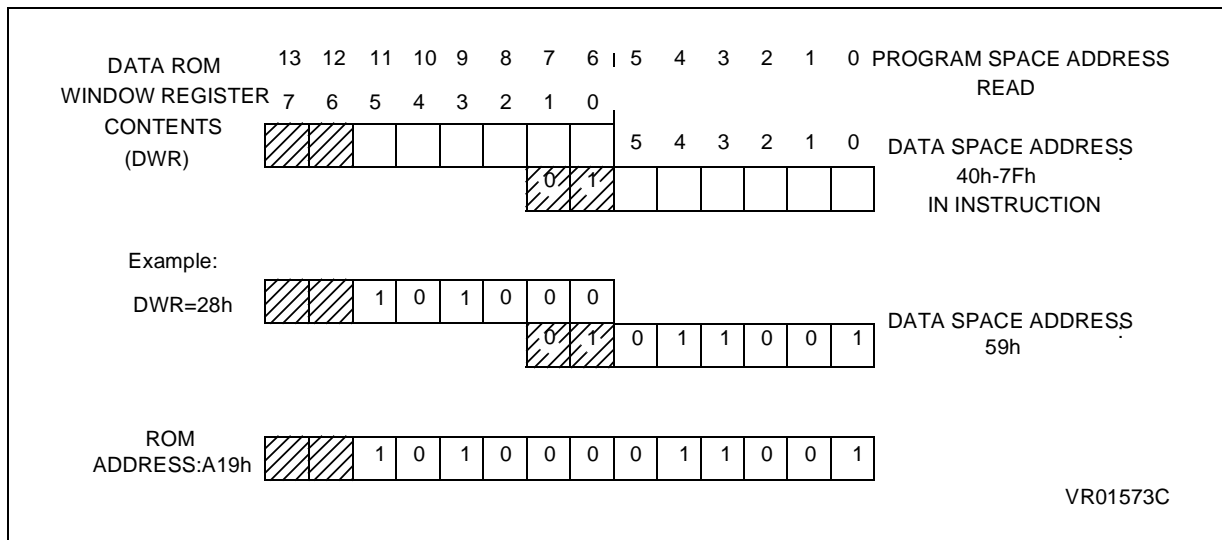 13 12 11 10 9 8 7 6 5 4 3 2 1 0 PROGRAM SPACE ADDRESS
READ
DATA ROM
WINDOW REGISTER 7 6 5 4 3 2 1 0
CONTENTS
(DWR)
5 4 3 2 1 0 DATA SPACE ADDRESS
:
40h-7Fh
IN INSTRUCTION
0 1
Example:
DWR=28h 1 0 1 0 0 0
0 1 0 1 1 0 0 1 DATA SPACE ADDRESS
:
59h
ROM
ADDRESS:A19h 1 0 1 0 0 0 0 1 1 0 0 1
VR01573C